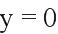 y = 0